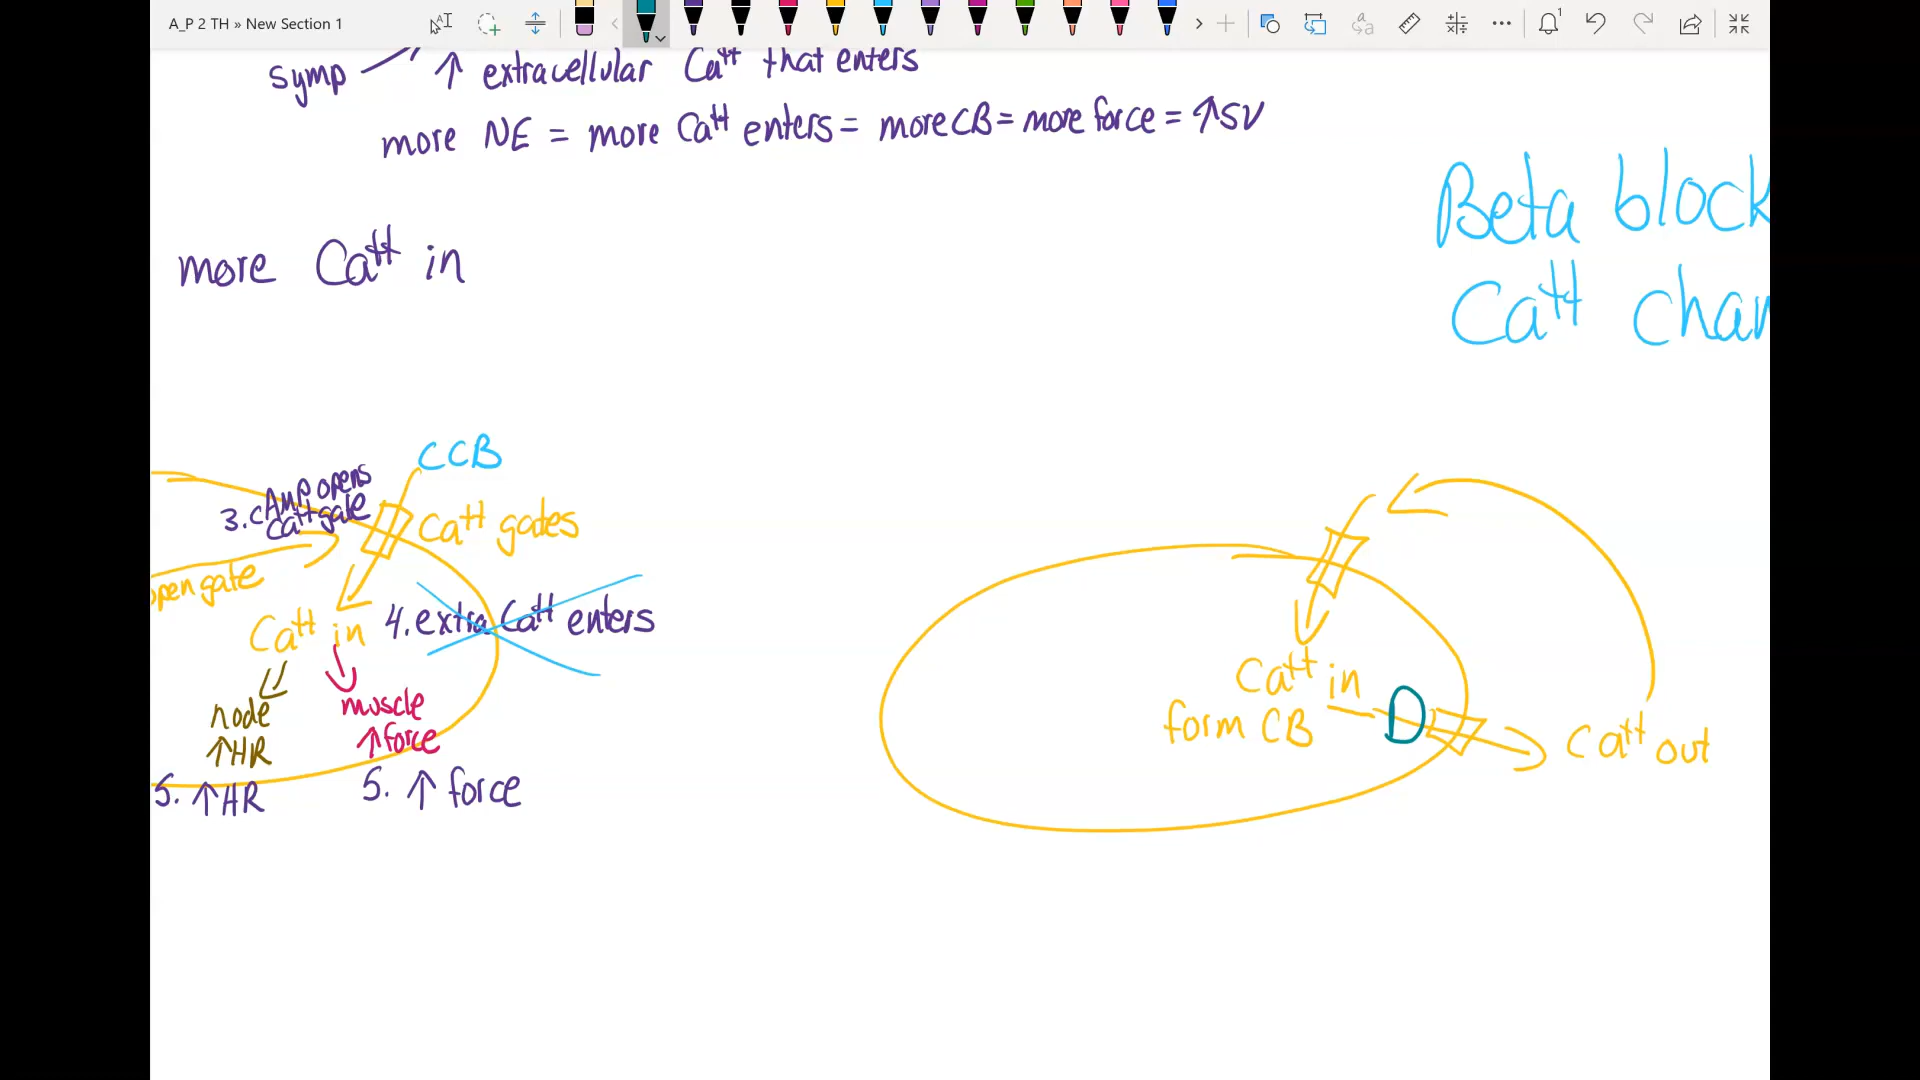 A_P 2 TH » New Section 1
symp ↑ extracellular Ca++ that enters
more NE = more Ca++ enters = more CB = more force = ↑SV
Beta block
more Ca++ in
Ca++ chan
CCB
3. cAMP opens
Ca++ gate
Ca++ gates
open gate
Ca++ in
4. extra Ca++ enters
node
↑HR
muscle
↑force
5. ↑HR
5. ↑ force
Ca++ in
form CB
D
Ca++ out